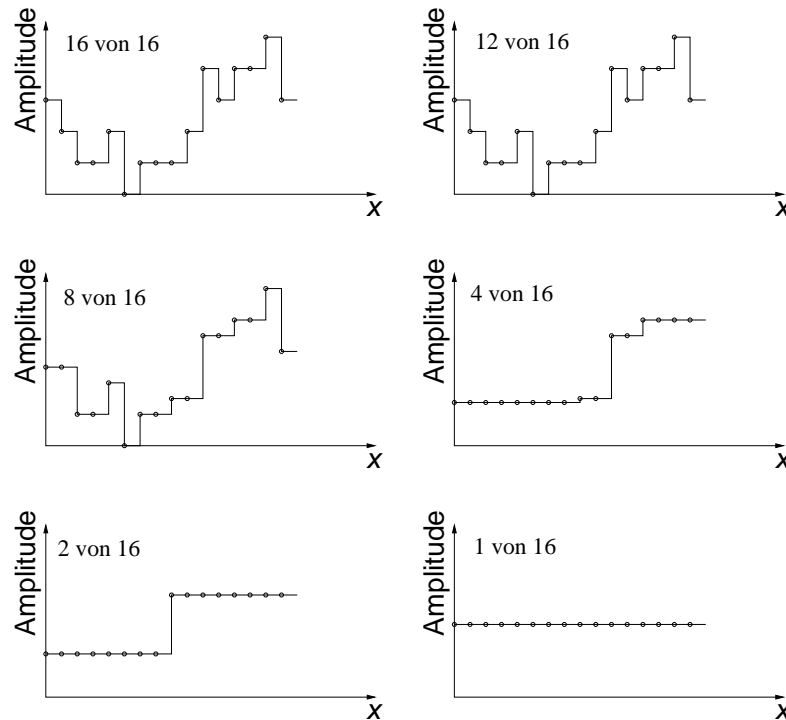 16 von 16
Amplitude
x
12 von 16
Amplitude
x
8 von 16
Amplitude
x
4 von 16
Amplitude
x
2 von 16
Amplitude
x
1 von 16
Amplitude
x